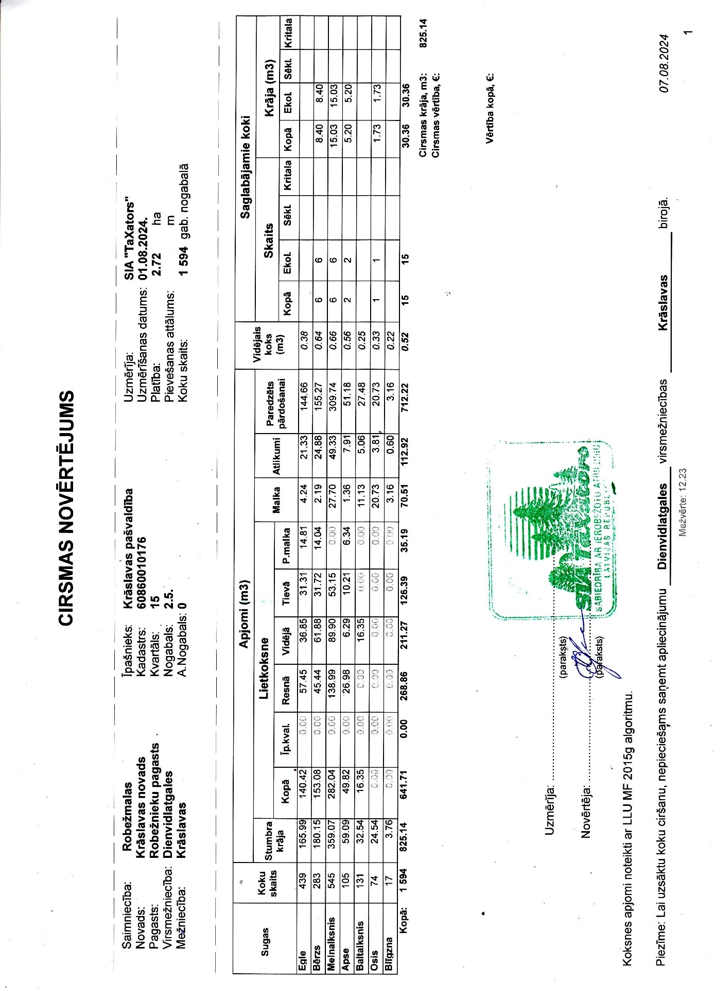 CIRSMAS NOVĒRTĒJUMS
Saimniecība: Robežmalas Īpašnieks: Krāslavas pašvaldība Uzmērīja: SIA "TaXators"
Novads: Krāslavas novads Kadastrs: 60860010176 Uzmērīšanas datums: 01.08.2024.
Pagasts: Robežnieku pagasts Kvartāls: 15 Platība: 2.72 ha
Virsmežniecība: Dienvidlatgales Nogabals: 2.5. Pievešanas attālums: m
Mežniecība: Krāslavas A.Nogabals: 0 Koku skaits: 1 594 gab. nogabalā
Sugas Koku skaits Apjomi (m3) Vidējais koks (m3) Saglabājamie koki
Stumbra krāja Lietkoksne Malka Atlikumi Paredzēts pārdošanai Skaits Krāja (m3)
Kopā Īp.kval. Resnā Vidējā Tievā P.malka Kopā Ekol. Sēkl. Kritala Kopā Ekol. Sēkl. Kritala
Egle 439 165.99 140.42 0.00 57.45 36.85 31.31 14.81 4.24 21.33 144.66 0.38
Bērzs 283 180.15 153.08 0.00 45.44 61.88 31.72 14.04 2.19 24.88 155.27 0.64 6 6 8.40 8.40
Melnalksnis 545 359.07 282.04 0.00 138.99 89.90 53.15 0.00 27.70 49.33 309.74 0.66 6 6 15.03 15.03
Apse 105 59.09 49.82 0.00 26.98 6.29 10.21 6.34 1.36 7.91 51.18 0.56 2 2 5.20 5.20
Baltalksnis 131 32.54 16.35 0.00 0.00 16.35 0.00 0.00 11.13 5.06 27.48 0.25
Osis 74 24.54 0.00 0.00 0.00 0.00 0.00 0.00 20.73 3.81 20.73 0.33 1 1 1.73 1.73
Blīgzna 17 3.76 0.00 0.00 0.00 0.00 0.00 0.00 3.16 0.60 3.16 0.22
Kopā: 1 594 825.14 641.71 0.00 268.86 211.27 126.39 35.19 70.51 112.92 712.22 0.52 15 15 30.36 30.36
Cirsmas krāja, m3: 825.14
Cirsmas vērtība, €:
Vērtība kopā, €:
Uzmērīja:
(paraksts)
Novērtēja:
(paraksts)
SIA TaXators
SABIEDRĪBA AR IEROBEŽOTU ATBILDĪBU
LATVIJAS REPUBLIKA
Koksnes apjomi noteikti ar LLU MF 2015g algoritmu.
Piezīme: Lai uzsāktu koku ciršanu, nepieciešams saņemt apliecinājumu Dienvidlatgales virsmežniecības Krāslavas birojā. 07.08.2024
Mežvērte: 12.23
1